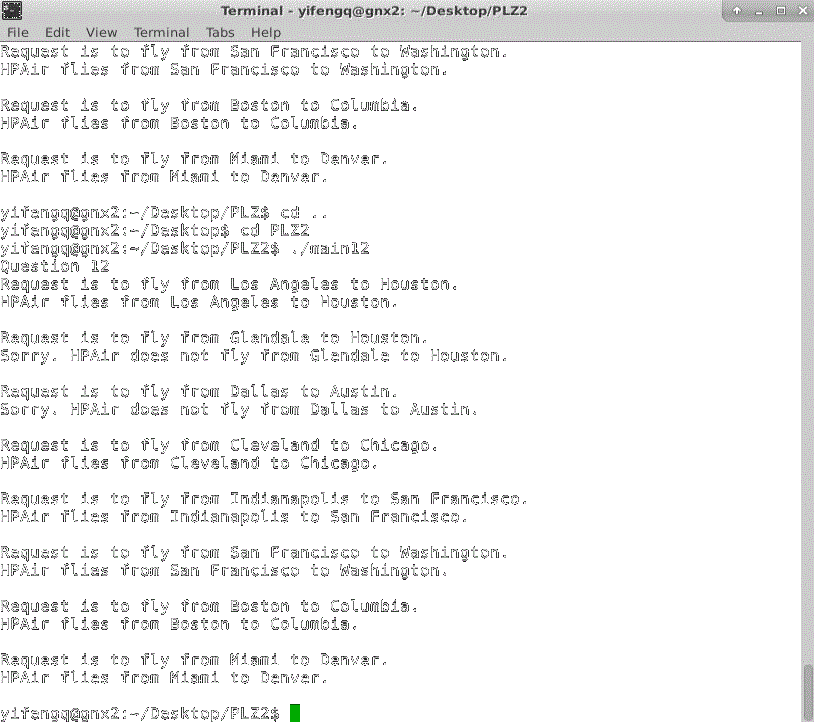 Terminal - yifengq@gnx2: ~/Desktop/PLZ2
File Edit View Terminal Tabs Help
Request is to fly from San Francisco to Washington.
HPAir flies from San Francisco to Washington.
Request is to fly from Boston to Columbia.
HPAir flies from Boston to Columbia.
Request is to fly from Miami to Denver.
HPAir flies from Miami to Denver.
yifengq@gnx2:~/Desktop/PLZ$ cd ..
yifengq@gnx2:~/Desktop$ cd PLZ2
yifengq@gnx2:~/Desktop/PLZ2$ ./main12
Question 12
Request is to fly from Los Angeles to Houston.
HPAir flies from Los Angeles to Houston.
Request is to fly from Glendale to Houston.
Sorry. HPAir does not fly from Glendale to Houston.
Request is to fly from Dallas to Austin.
Sorry. HPAir does not fly from Dallas to Austin.
Request is to fly from Cleveland to Chicago.
HPAir flies from Cleveland to Chicago.
Request is to fly from Indianapolis to San Francisco.
HPAir flies from Indianapolis to San Francisco.
Request is to fly from San Francisco to Washington.
HPAir flies from San Francisco to Washington.
Request is to fly from Boston to Columbia.
HPAir flies from Boston to Columbia.
Request is to fly from Miami to Denver.
HPAir flies from Miami to Denver.
yifengq@gnx2:~/Desktop/PLZ2$